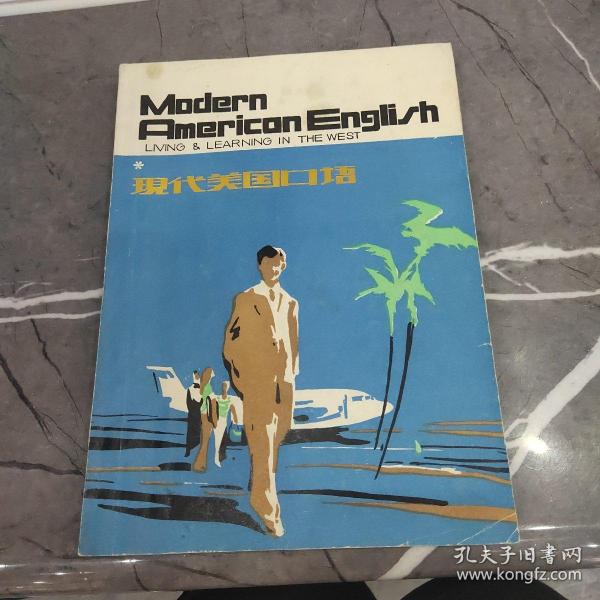 Modern
American English
LIVING & LEARNING IN THE WEST
*
現代美国口语
孔夫子旧书网
www.kongfz.com